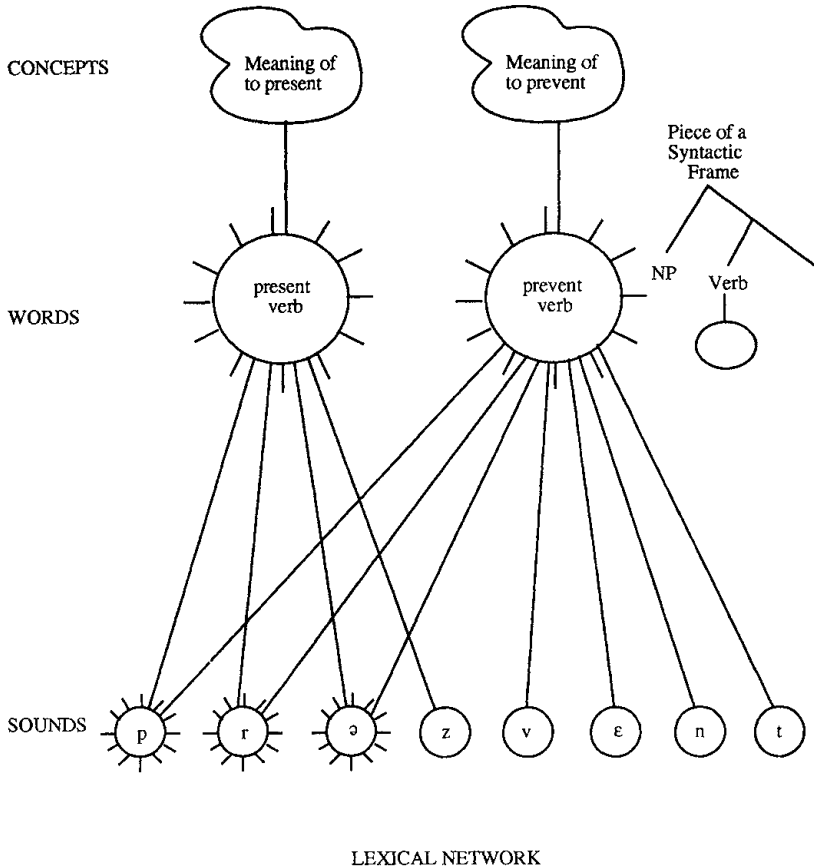 CONCEPTS
Meaning of
to present
Meaning of
to prevent
Piece of a
Syntactic
Frame
NP
Verb
WORDS
present
verb
prevent
verb
SOUNDS
p
r
ə
z
v
ε
n
t
LEXICAL NETWORK